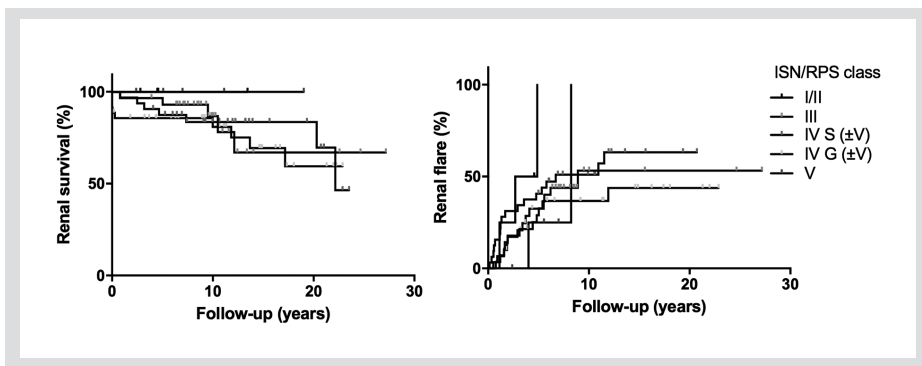 Renal survival (%)
100
50
0
0 10 20 30
Follow-up (years)
Renal flare (%)
100
50
0
0 10 20 30
Follow-up (years)
ISN/RPS class
I/II
III
IV S (±V)
IV G (±V)
V